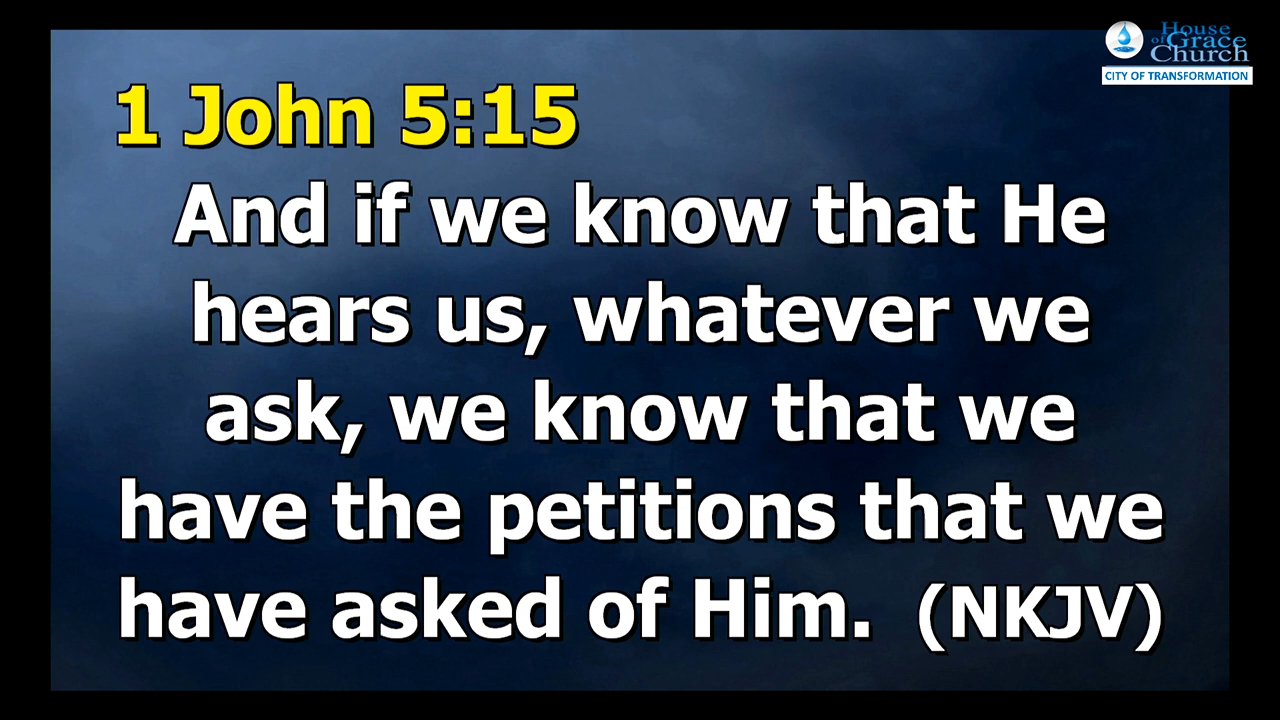 House
of Grace
Church
CITY OF TRANSFORMATION
1 John 5:15
And if we know that He
hears us, whatever we
ask, we know that we
have the petitions that we
have asked of Him. (NKJV)